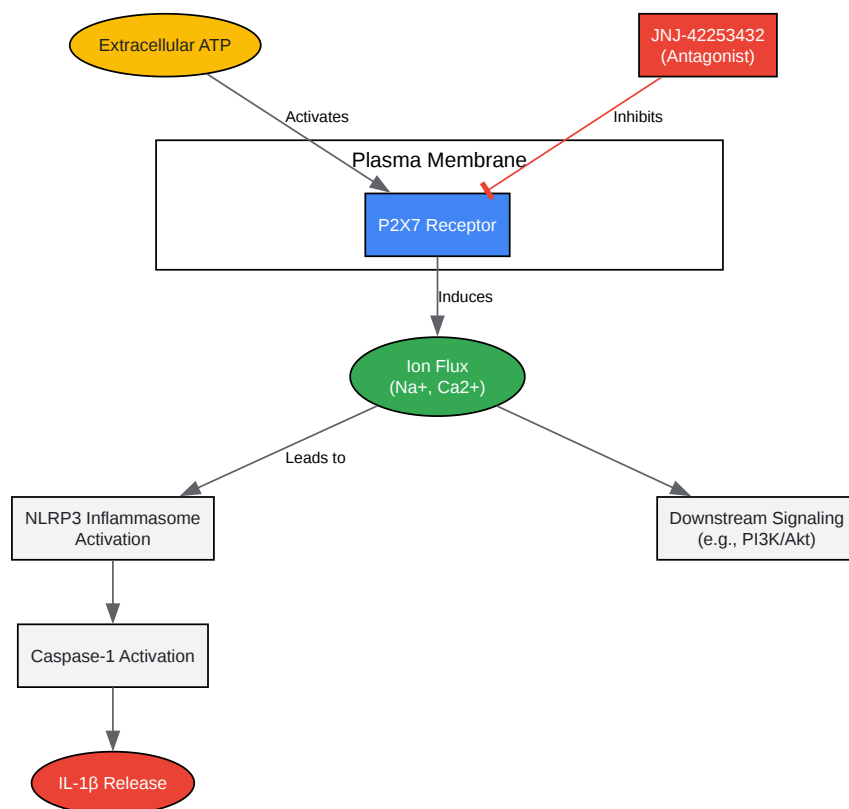 Extracellular ATP
JNJ-42253432
(Antagonist)
Activates
Inhibits
Plasma Membrane
P2X7 Receptor
Induces
Ion Flux
(Na+, Ca2+)
Leads to
NLRP3 Inflammasome
Activation
Downstream Signaling
(e.g., PI3K/Akt)
Caspase-1 Activation
IL-1β Release